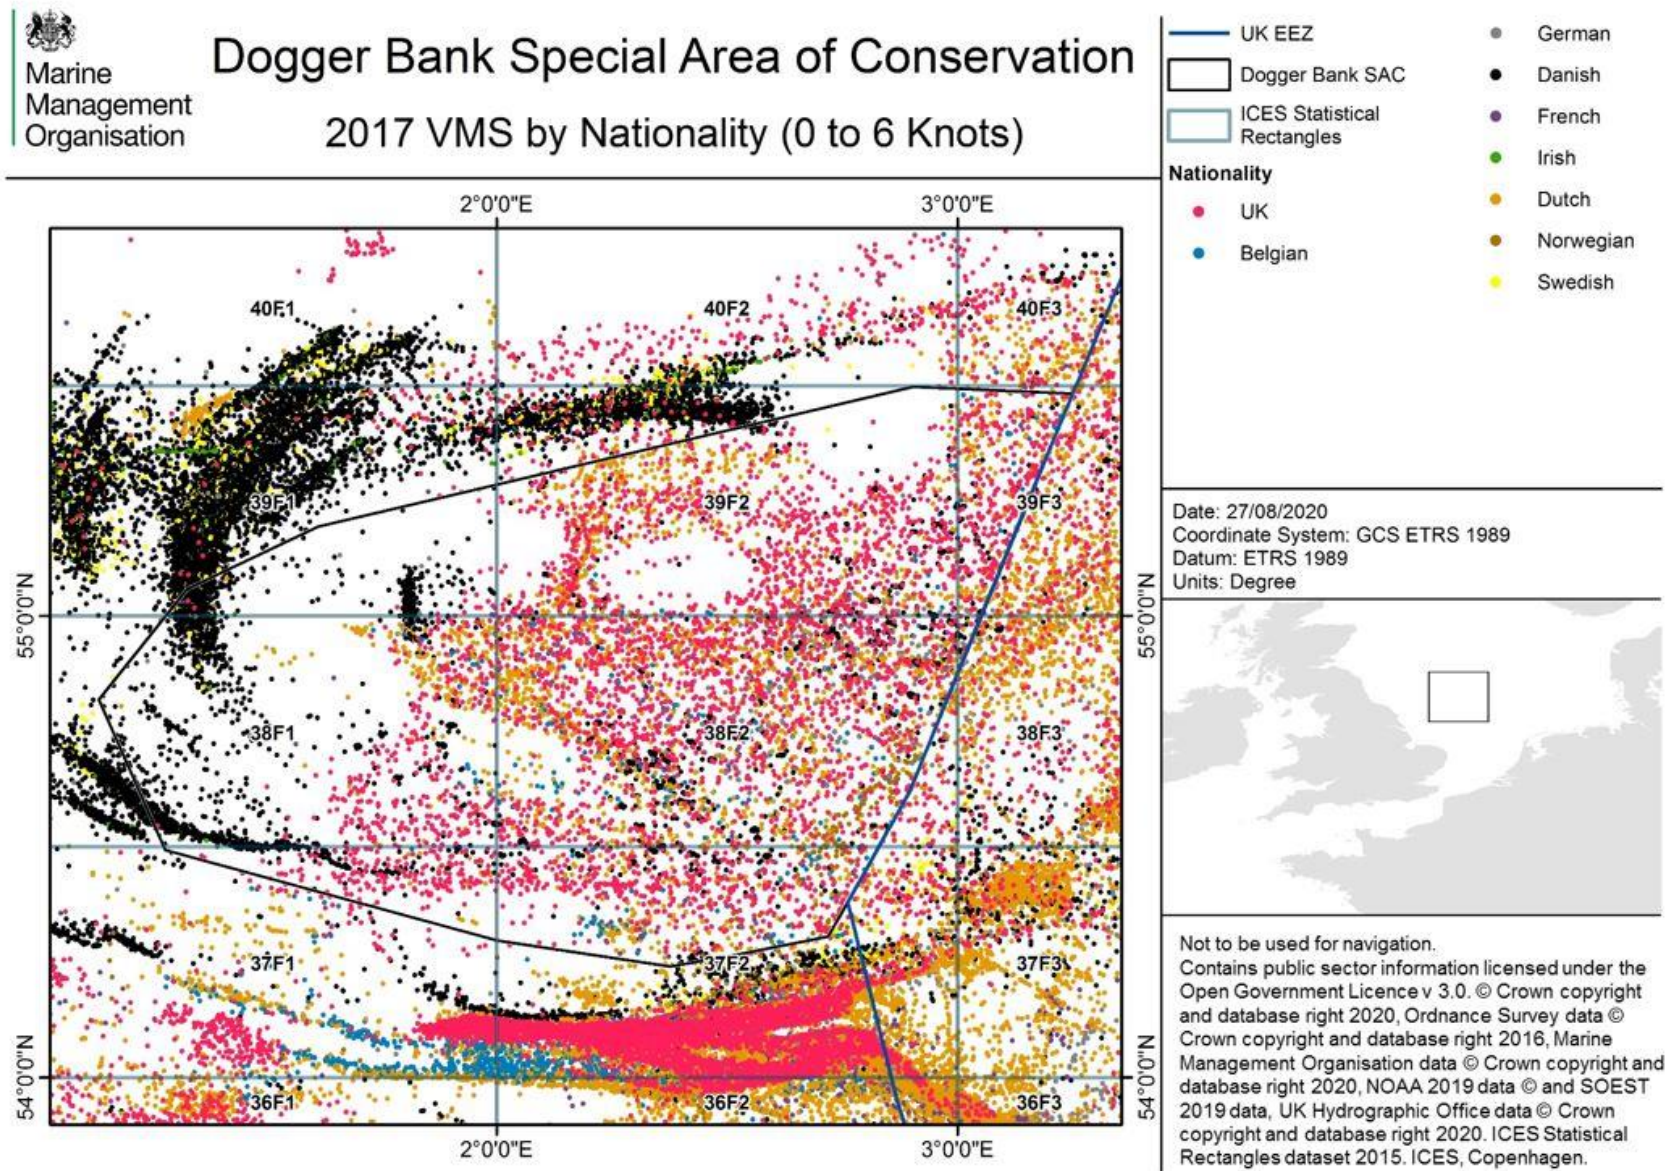 Marine
Management
Organisation
Dogger Bank Special Area of Conservation
2017 VMS by Nationality (0 to 6 Knots)
UK EEZ
Dogger Bank SAC
ICES Statistical
Rectangles
Nationality
UK
Belgian
German
Danish
French
Irish
Dutch
Norwegian
Swedish
2°0'0"E 3°0'0"E
40F1 40F2 40F3
39F1 39F2 39F3
55°0'0"N 55°0'0"N
38F1 38F2 38F3
37F1 37F2 37F3
54°0'0"N 54°0'0"N
36F1 36F2 36F3
2°0'0"E 3°0'0"E
Date: 27/08/2020
Coordinate System: GCS ETRS 1989
Datum: ETRS 1989
Units: Degree
Not to be used for navigation.
Contains public sector information licensed under the
Open Government Licence v 3.0. © Crown copyright
and database right 2020, Ordnance Survey data ©
Crown copyright and database right 2016, Marine
Management Organisation data © Crown copyright and
database right 2020, NOAA 2019 data © and SOEST
2019 data, UK Hydrographic Office data © Crown
copyright and database right 2020. ICES Statistical
Rectangles dataset 2015. ICES, Copenhagen.